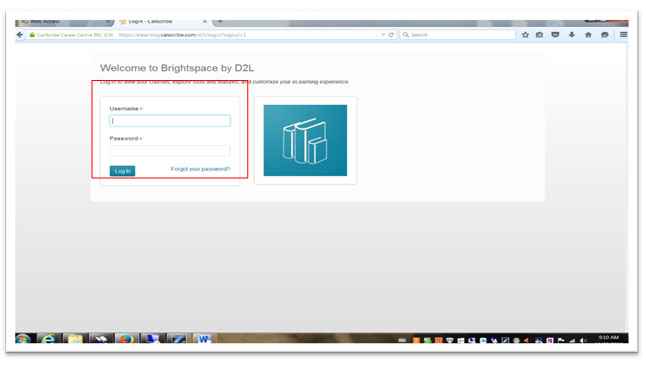 Web Access
Login - CanScribe
CanScribe Career Centre INC (CA)
https://elearning.canscribe.com/d2l/login?logout=1
Search
Welcome to Brightspace by D2L
Log in to view your courses, explore tools and features, and customize your eLearning experience.
Username *
Password *
Log In
Forgot your password?
9:10 AM